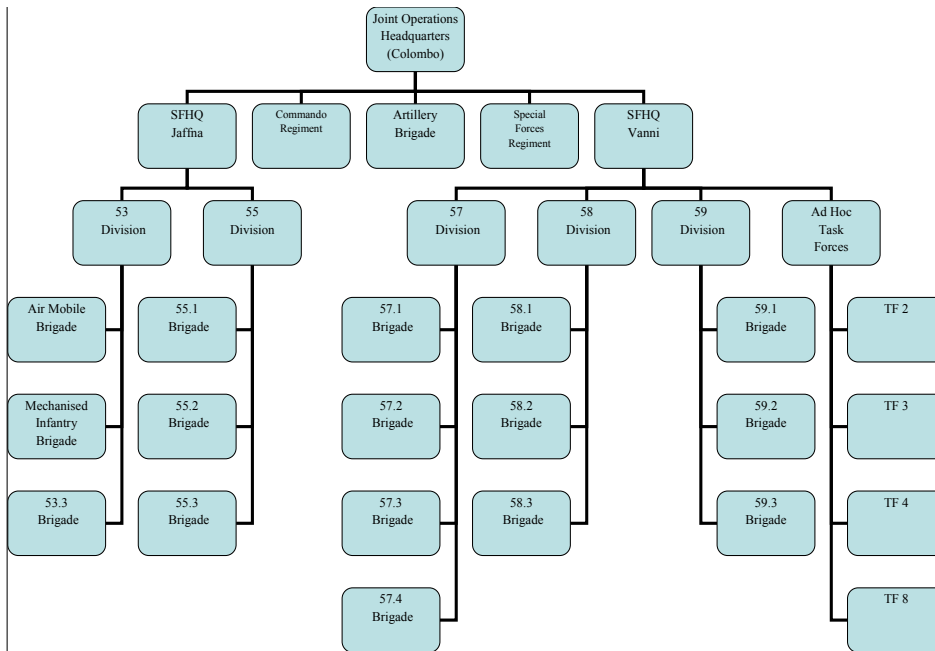 Joint Operations
Headquarters
(Colombo)
SFHQ
Jaffna
Commando
Regiment
Artillery
Brigade
Special
Forces
Regiment
SFHQ
Vanni
53
Division
55
Division
57
Division
58
Division
59
Division
Ad Hoc
Task
Forces
Air Mobile
Brigade
55.1
Brigade
57.1
Brigade
58.1
Brigade
59.1
Brigade
TF 2
Mechanised
Infantry
Brigade
55.2
Brigade
57.2
Brigade
58.2
Brigade
59.2
Brigade
TF 3
53.3
Brigade
55.3
Brigade
57.3
Brigade
58.3
Brigade
59.3
Brigade
TF 4
57.4
Brigade
TF 8